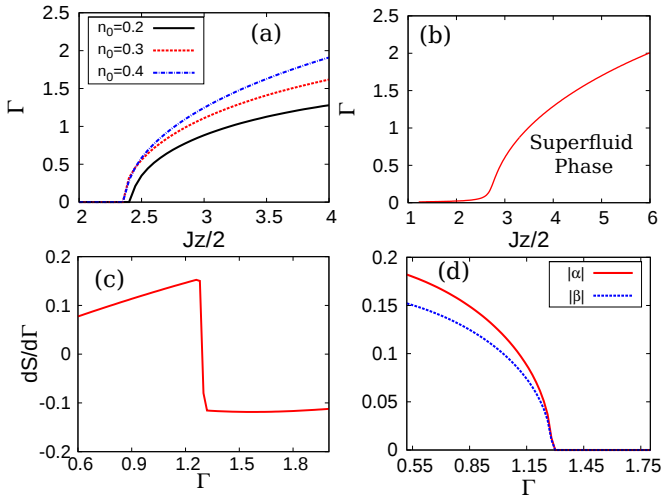 2.5
2
1.5
1
0.5
0
Γ
n0=0.2
n0=0.3
n0=0.4
(a)
2 2.5 3 3.5 4
Jz/2
2.5
2
1.5
1
0.5
0
Γ
(b)
Superfluid
Phase
1 2 3 4 5 6
Jz/2
0.2
0.1
0
-0.1
-0.2
dS/dΓ
(c)
0.6 0.9 1.2 1.5 1.8
Γ
0.2
0.15
0.1
0.05
0
(d)
|α|
|β|
0.55 0.85 1.15 1.45 1.75
Γ